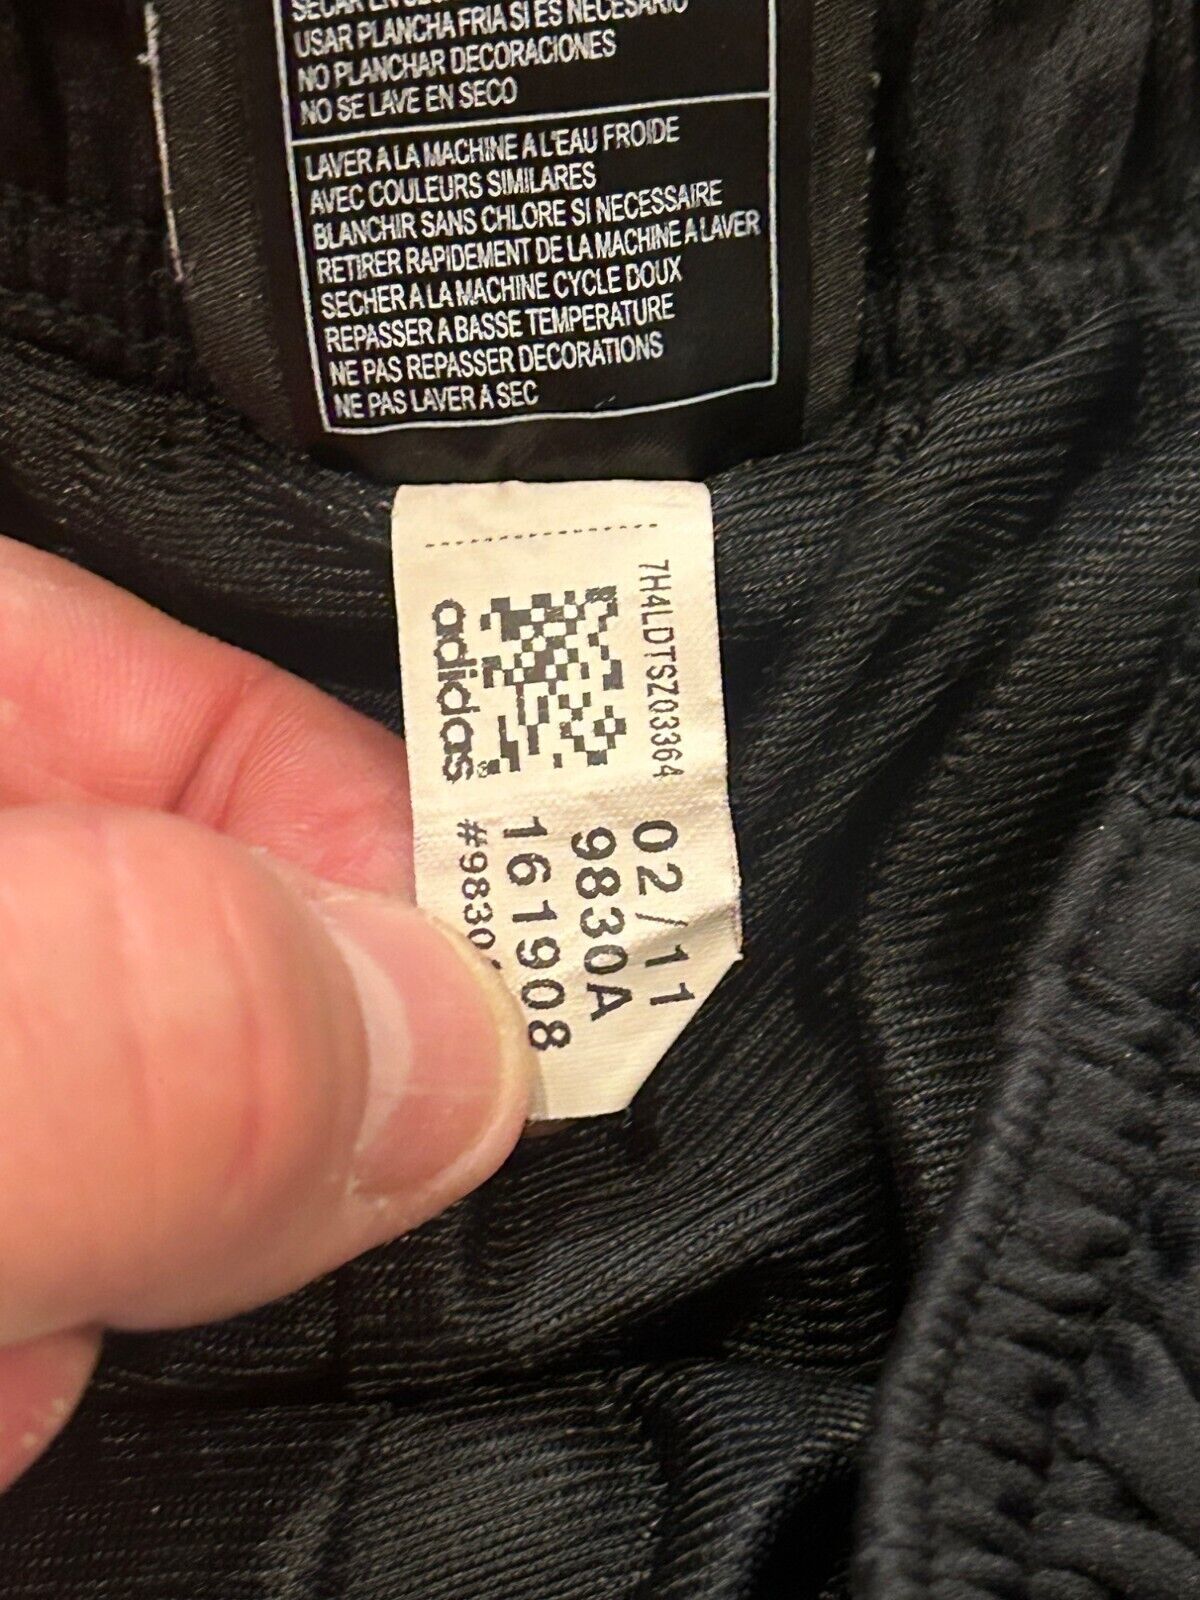 USAR PLANCHA FRIA SI ES NECESARIO
NO PLANCHAR DECORACIONES
NO SE LAVE EN SECO
LAVER A LA MACHINE A L'EAU FROIDE
AVEC COULEURS SIMILARES
BLANCHIR SANS CHLORE SI NECESSAIRE
RETIRER RAPIDEMENT DE LA MACHINE A LAVER
SECHER A LA MACHINE CYCLE DOUX
REPASSER A BASSE TEMPERATURE
NE PAS REPASSER DECORATIONS
NE PAS LAVER A SEC
7H4LDTSZ03364
adidas
02/11
9830A
161908